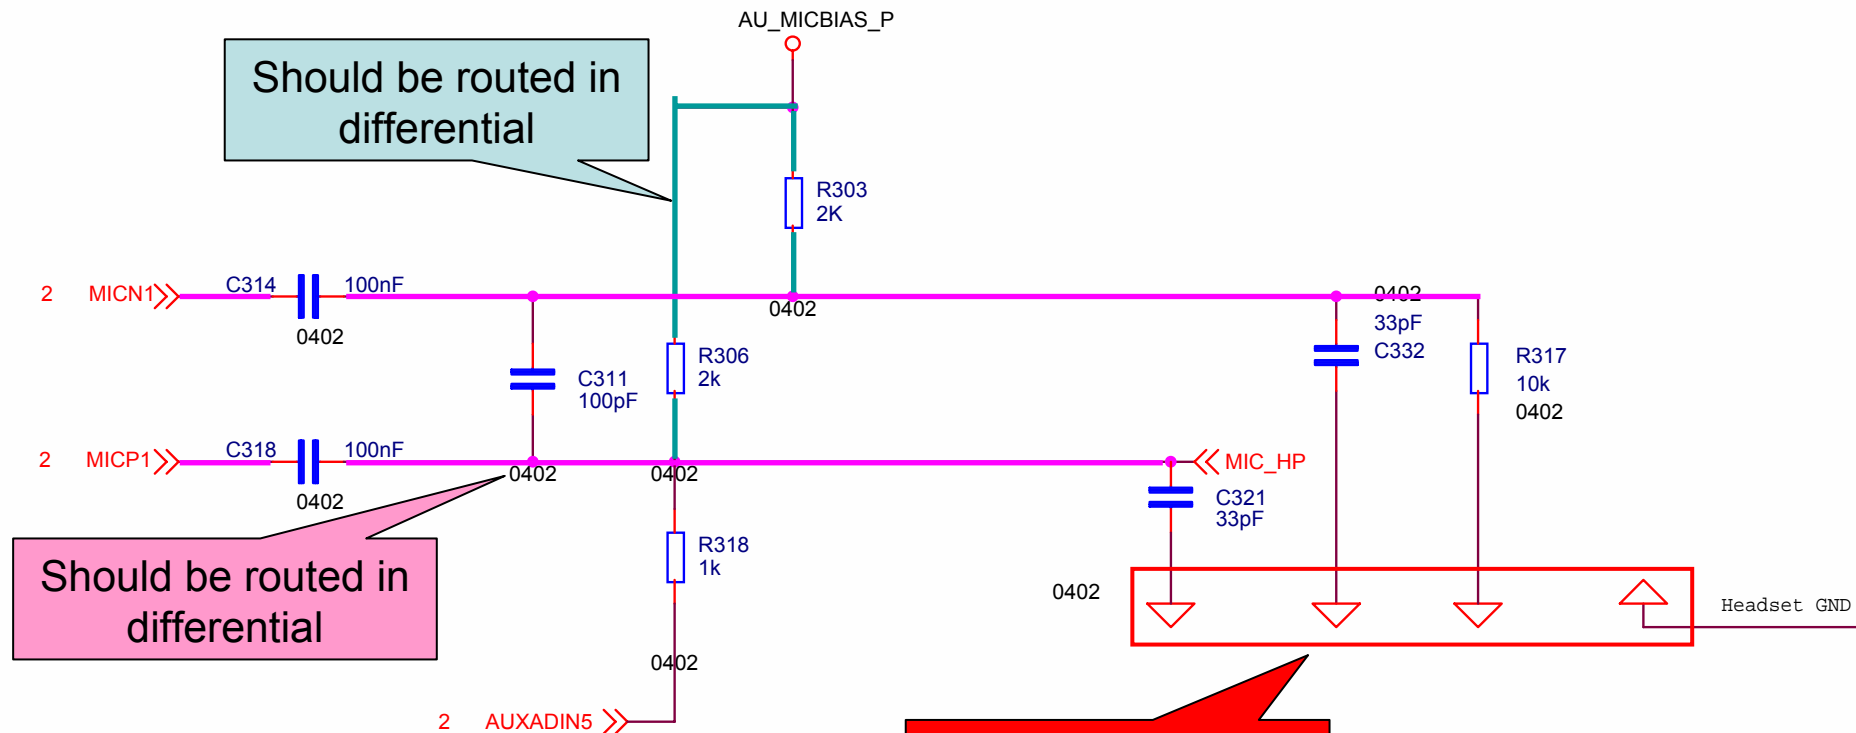 AU_MICBIAS_P
Should be routed in
differential
R303
2K
2 MICN1
C314
100nF
0402
0402
0402
33pF
C332
R306
2k
R317
10k
0402
C311
100pF
2 MICP1
C318
100nF
0402
0402
0402
MIC_HP
C321
33pF
Should be routed in
differential
R318
1k
0402
0402
Headset GND
2 AUXADIN5